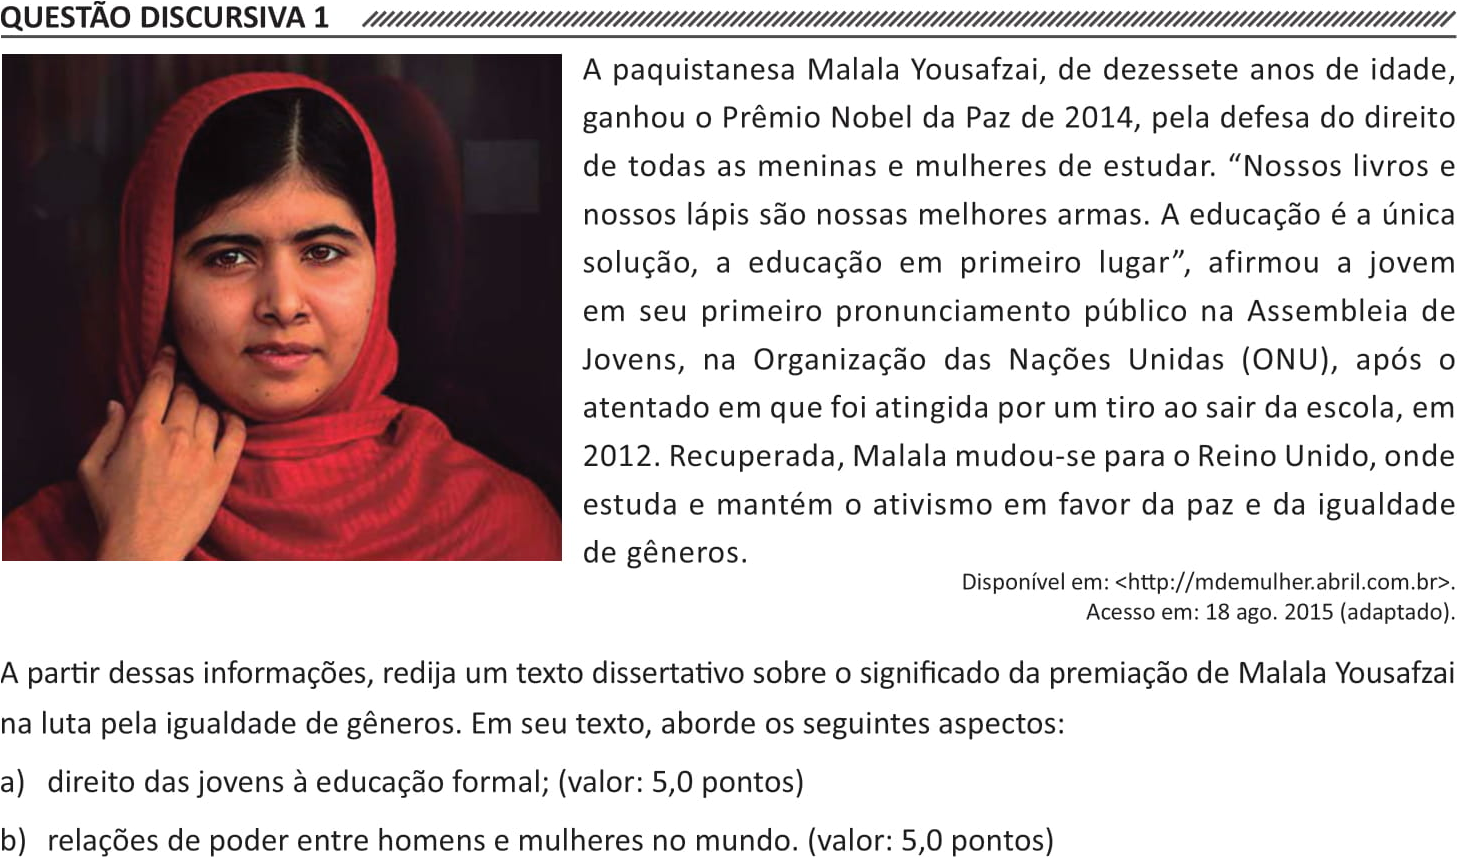 QUESTÃO DISCURSIVA 1
A paquistanesa Malala Yousafzai, de dezessete anos de idade,
ganhou o Prêmio Nobel da Paz de 2014, pela defesa do direito
de todas as meninas e mulheres de estudar. “Nossos livros e
nossos lápis são nossas melhores armas. A educação é a única
solução, a educação em primeiro lugar”, afirmou a jovem
em seu primeiro pronunciamento público na Assembleia de
Jovens, na Organização das Nações Unidas (ONU), após o
atentado em que foi atingida por um tiro ao sair da escola, em
2012. Recuperada, Malala mudou-se para o Reino Unido, onde
estuda e mantém o ativismo em favor da paz e da igualdade
de gêneros.
Disponível em: <http://mdemulher.abril.com.br>.
Acesso em: 18 ago. 2015 (adaptado).
A partir dessas informações, redija um texto dissertativo sobre o significado da premiação de Malala Yousafzai
na luta pela igualdade de gêneros. Em seu texto, aborde os seguintes aspectos:
a) direito das jovens à educação formal; (valor: 5,0 pontos)
b) relações de poder entre homens e mulheres no mundo. (valor: 5,0 pontos)